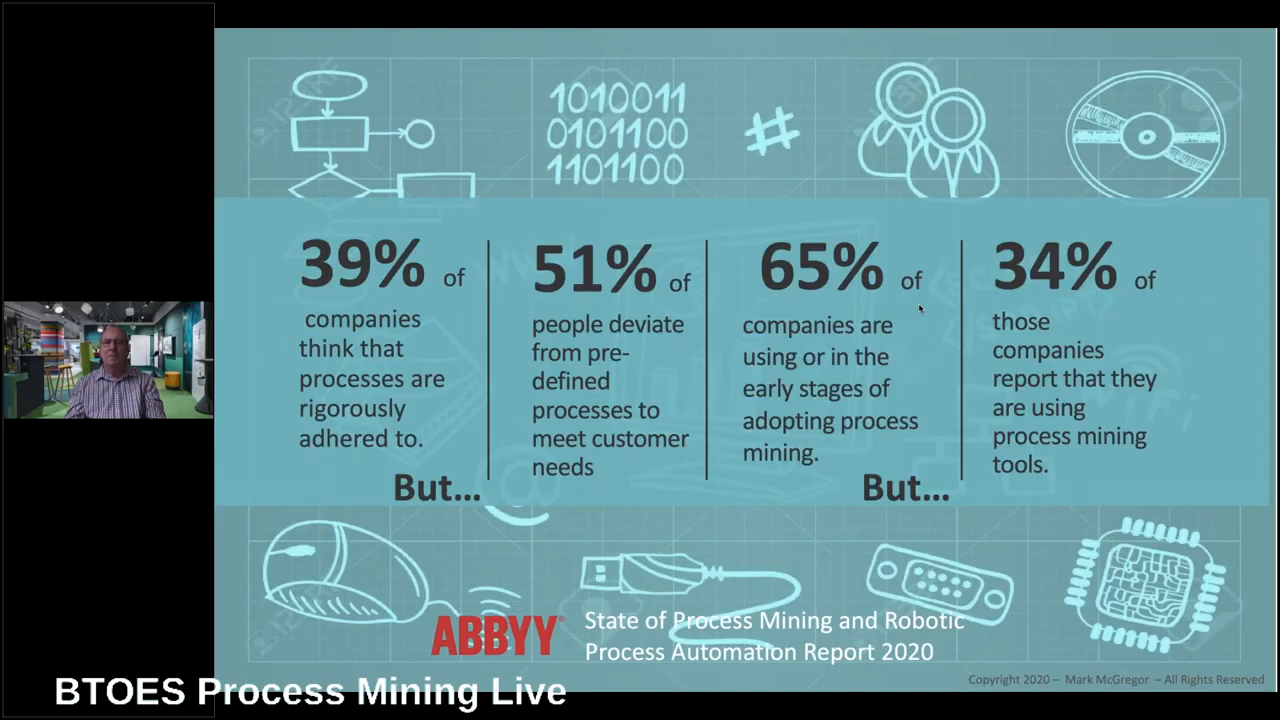 1010011
0101100
1101100
#
39% of
companies
think that
processes are
rigorously
adhered to.
But...
51% of
people deviate
from pre-
defined
processes to
meet customer
needs
65% of
companies are
using or in the
early stages of
adopting process
mining.
But...
34% of
those
companies
report that they
are using
process mining
tools.
@
ABBYY®
State of Process Mining and Robotic
Process Automation Report 2020
Copyright 2020 – Mark McGregor – All Rights Reserved
BTOES Process Mining Live